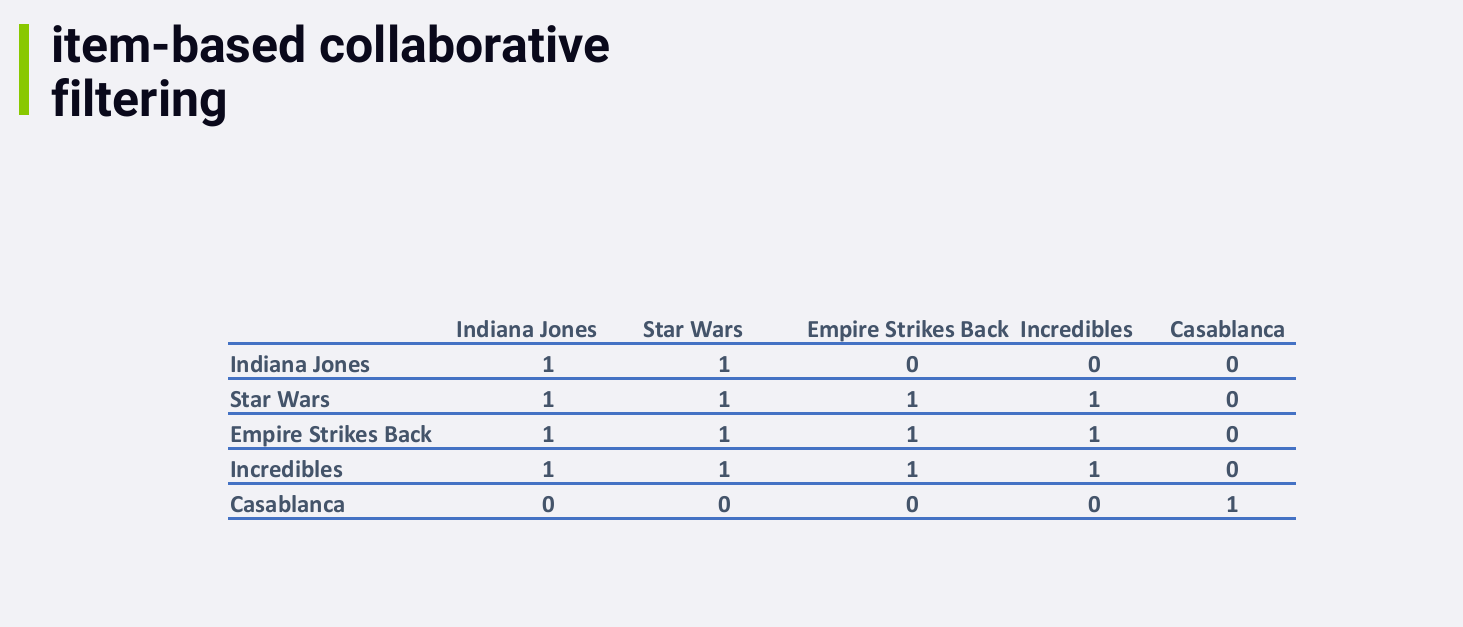 item-based collaborative
filtering
Indiana Jones Star Wars Empire Strikes Back Incredibles Casablanca
Indiana Jones 1 1 0 0 0
Star Wars 1 1 1 1 0
Empire Strikes Back 1 1 1 1 0
Incredibles 1 1 1 1 0
Casablanca 0 0 0 0 1